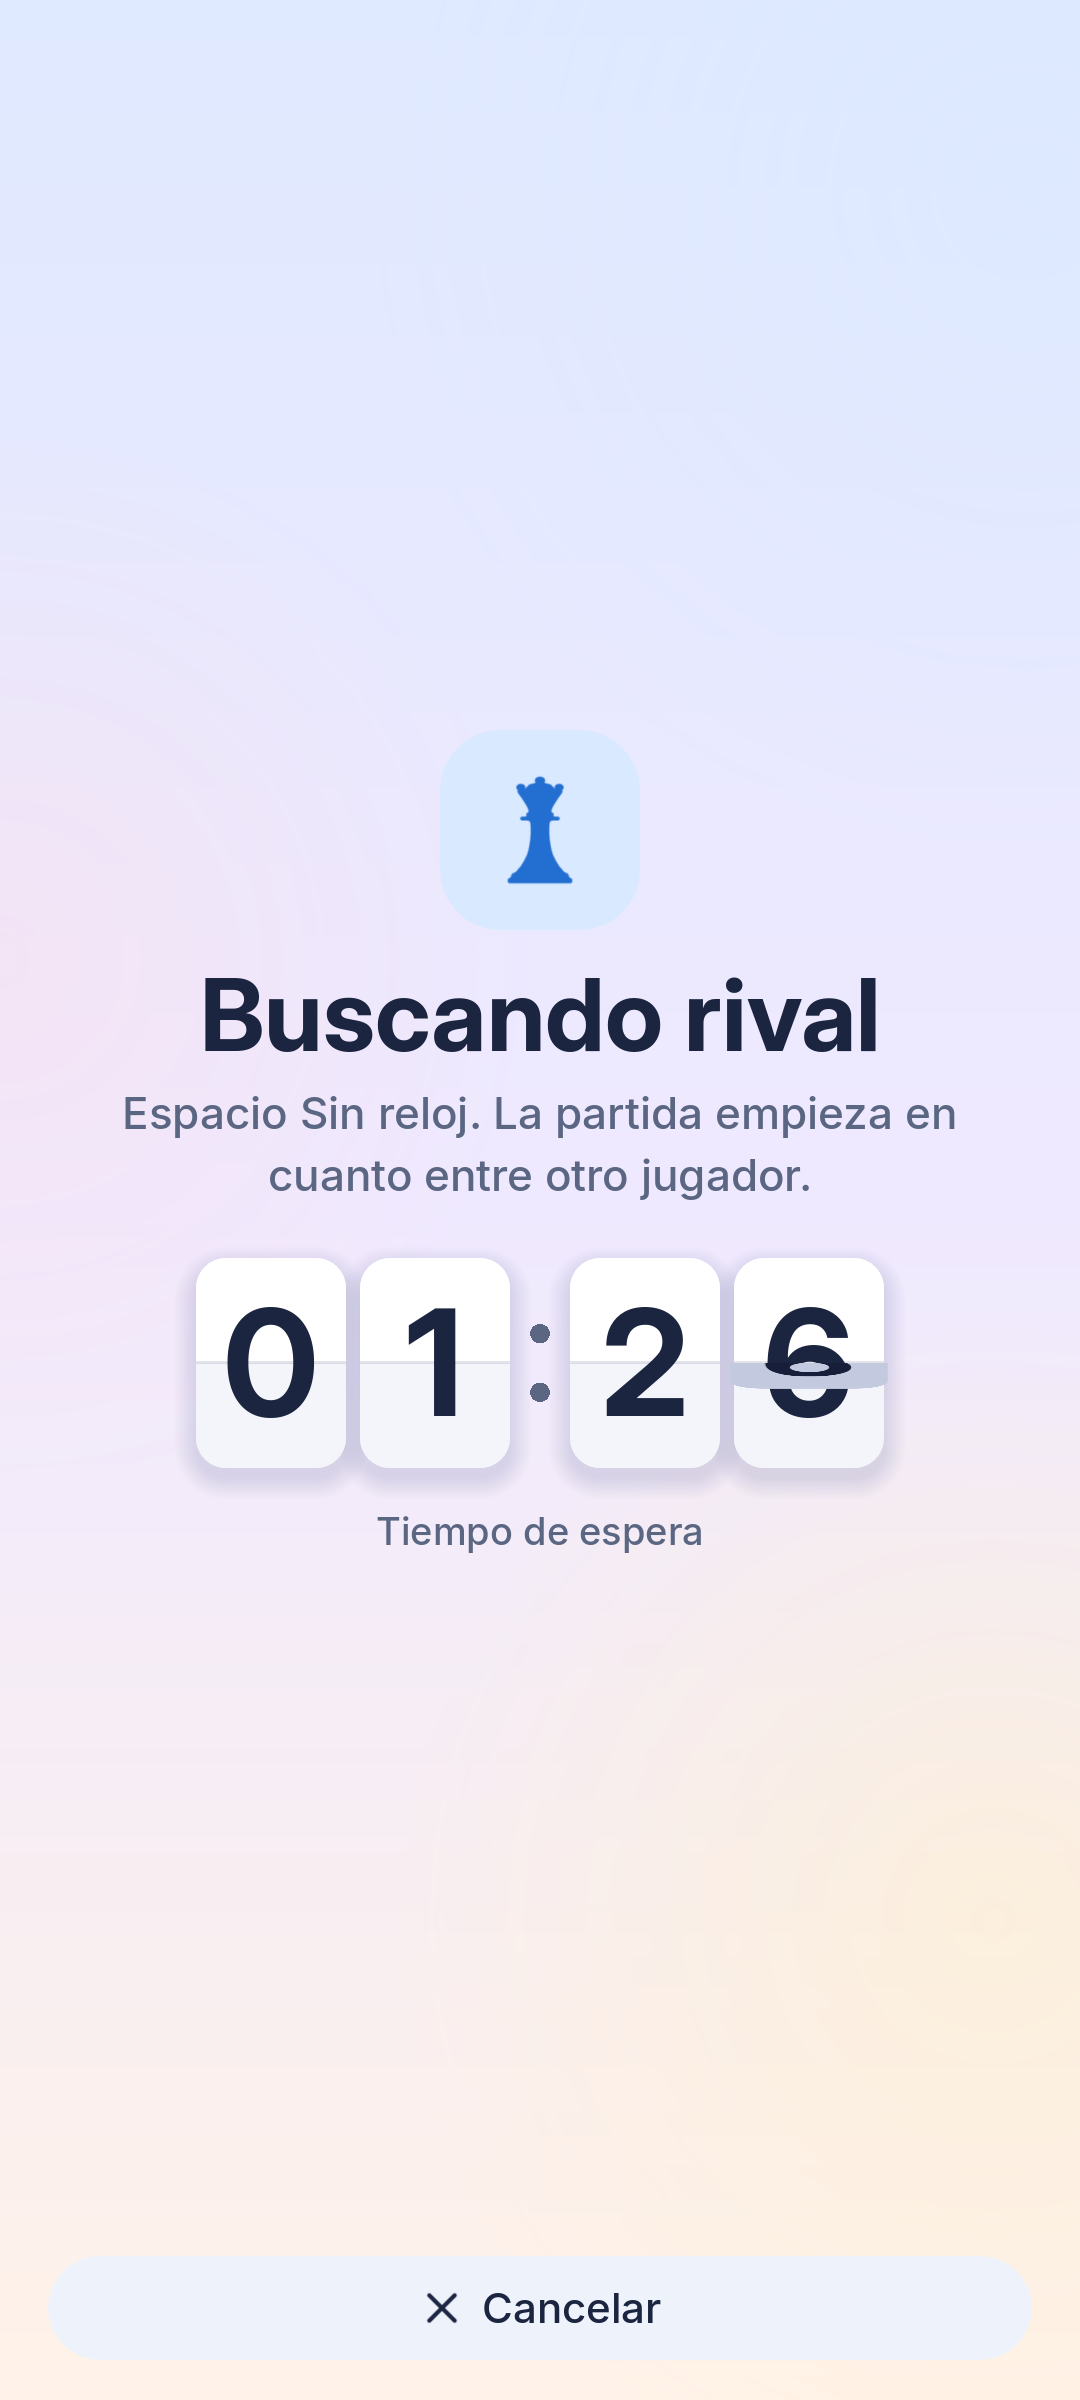 Buscando rival
Espacio Sin reloj. La partida empieza en
cuanto entre otro jugador.
01:26
Tiempo de espera
Cancelar